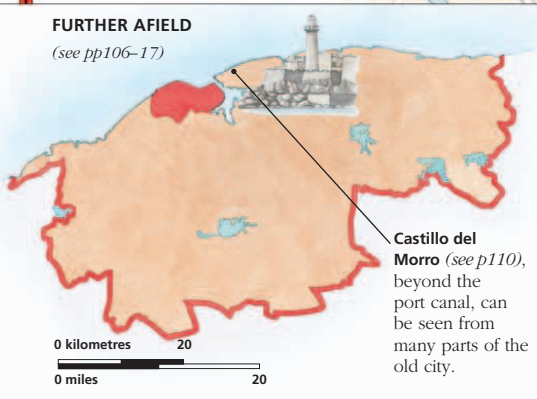 FURTHER AFIELD
(see pp106–17)
Castillo del
Morro (see p110),
beyond the
port canal, can
be seen from
many parts of the
old city.
0 kilometres 20
0 miles 20